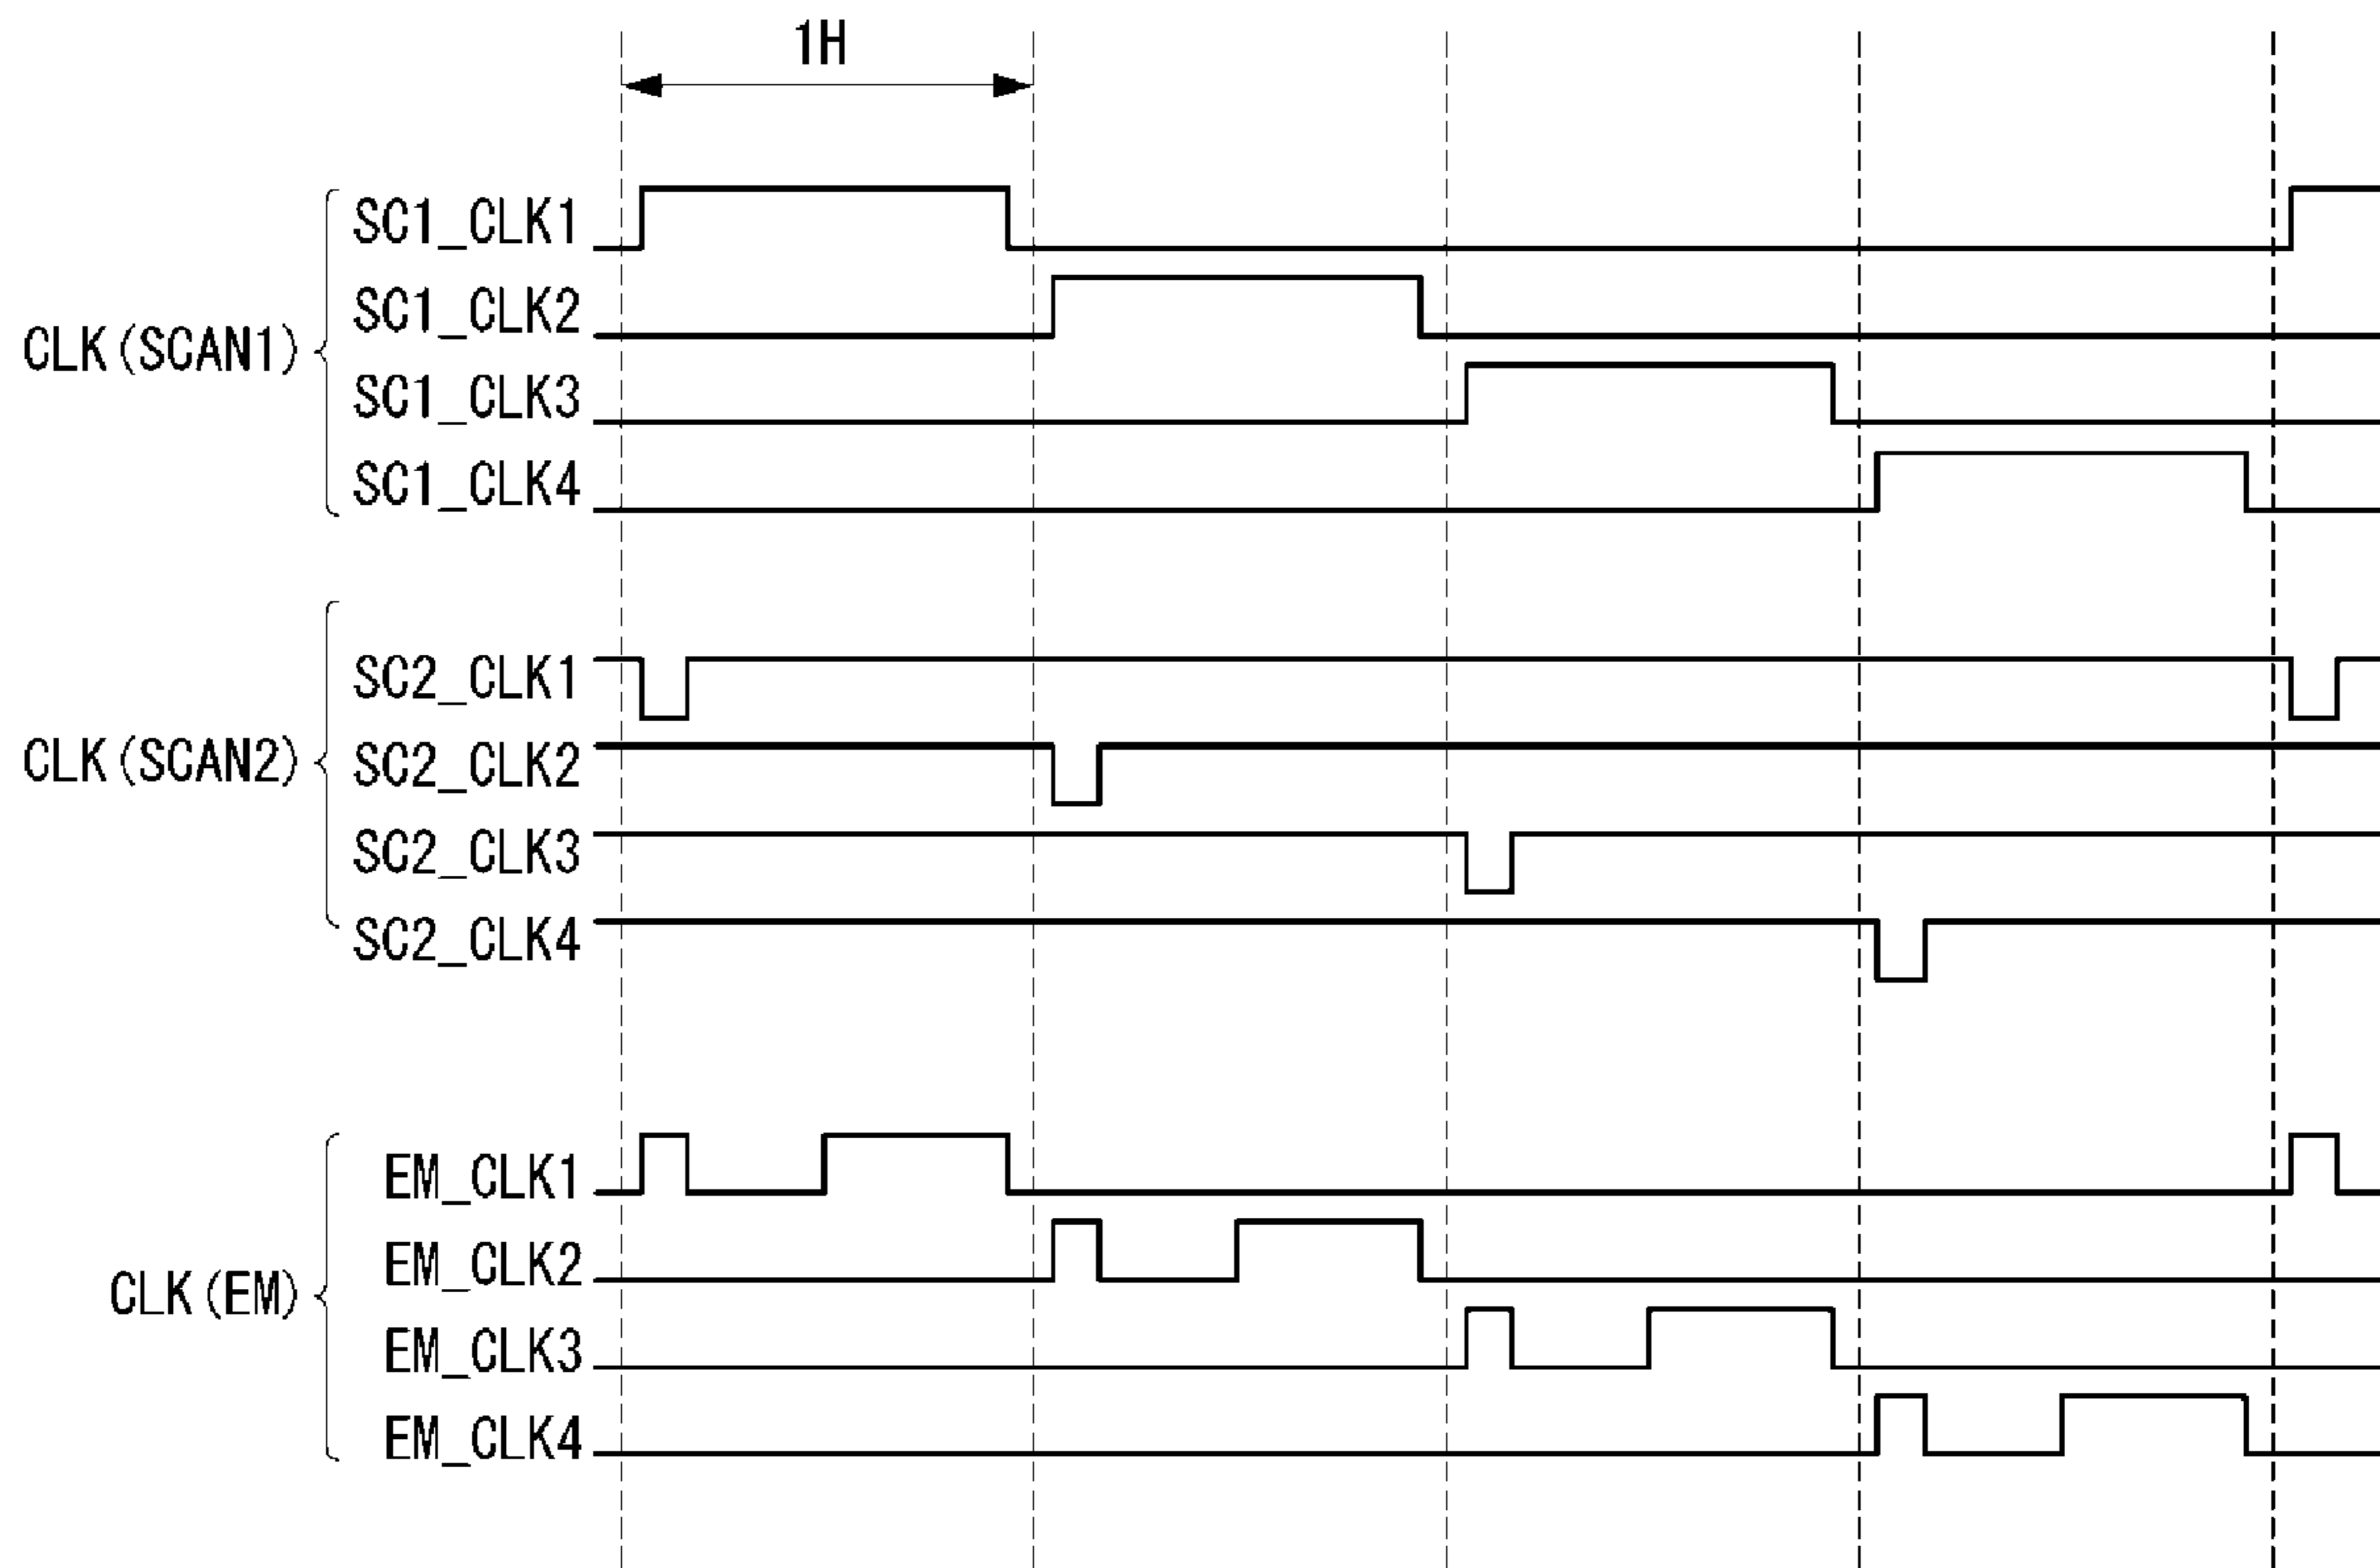 1H
CLK(SCAN1)
SC1_CLK1
SC1_CLK2
SC1_CLK3
SC1_CLK4
CLK(SCAN2)
SC2_CLK1
SC2_CLK2
SC2_CLK3
SC2_CLK4
CLK(EM)
EM_CLK1
EM_CLK2
EM_CLK3
EM_CLK4